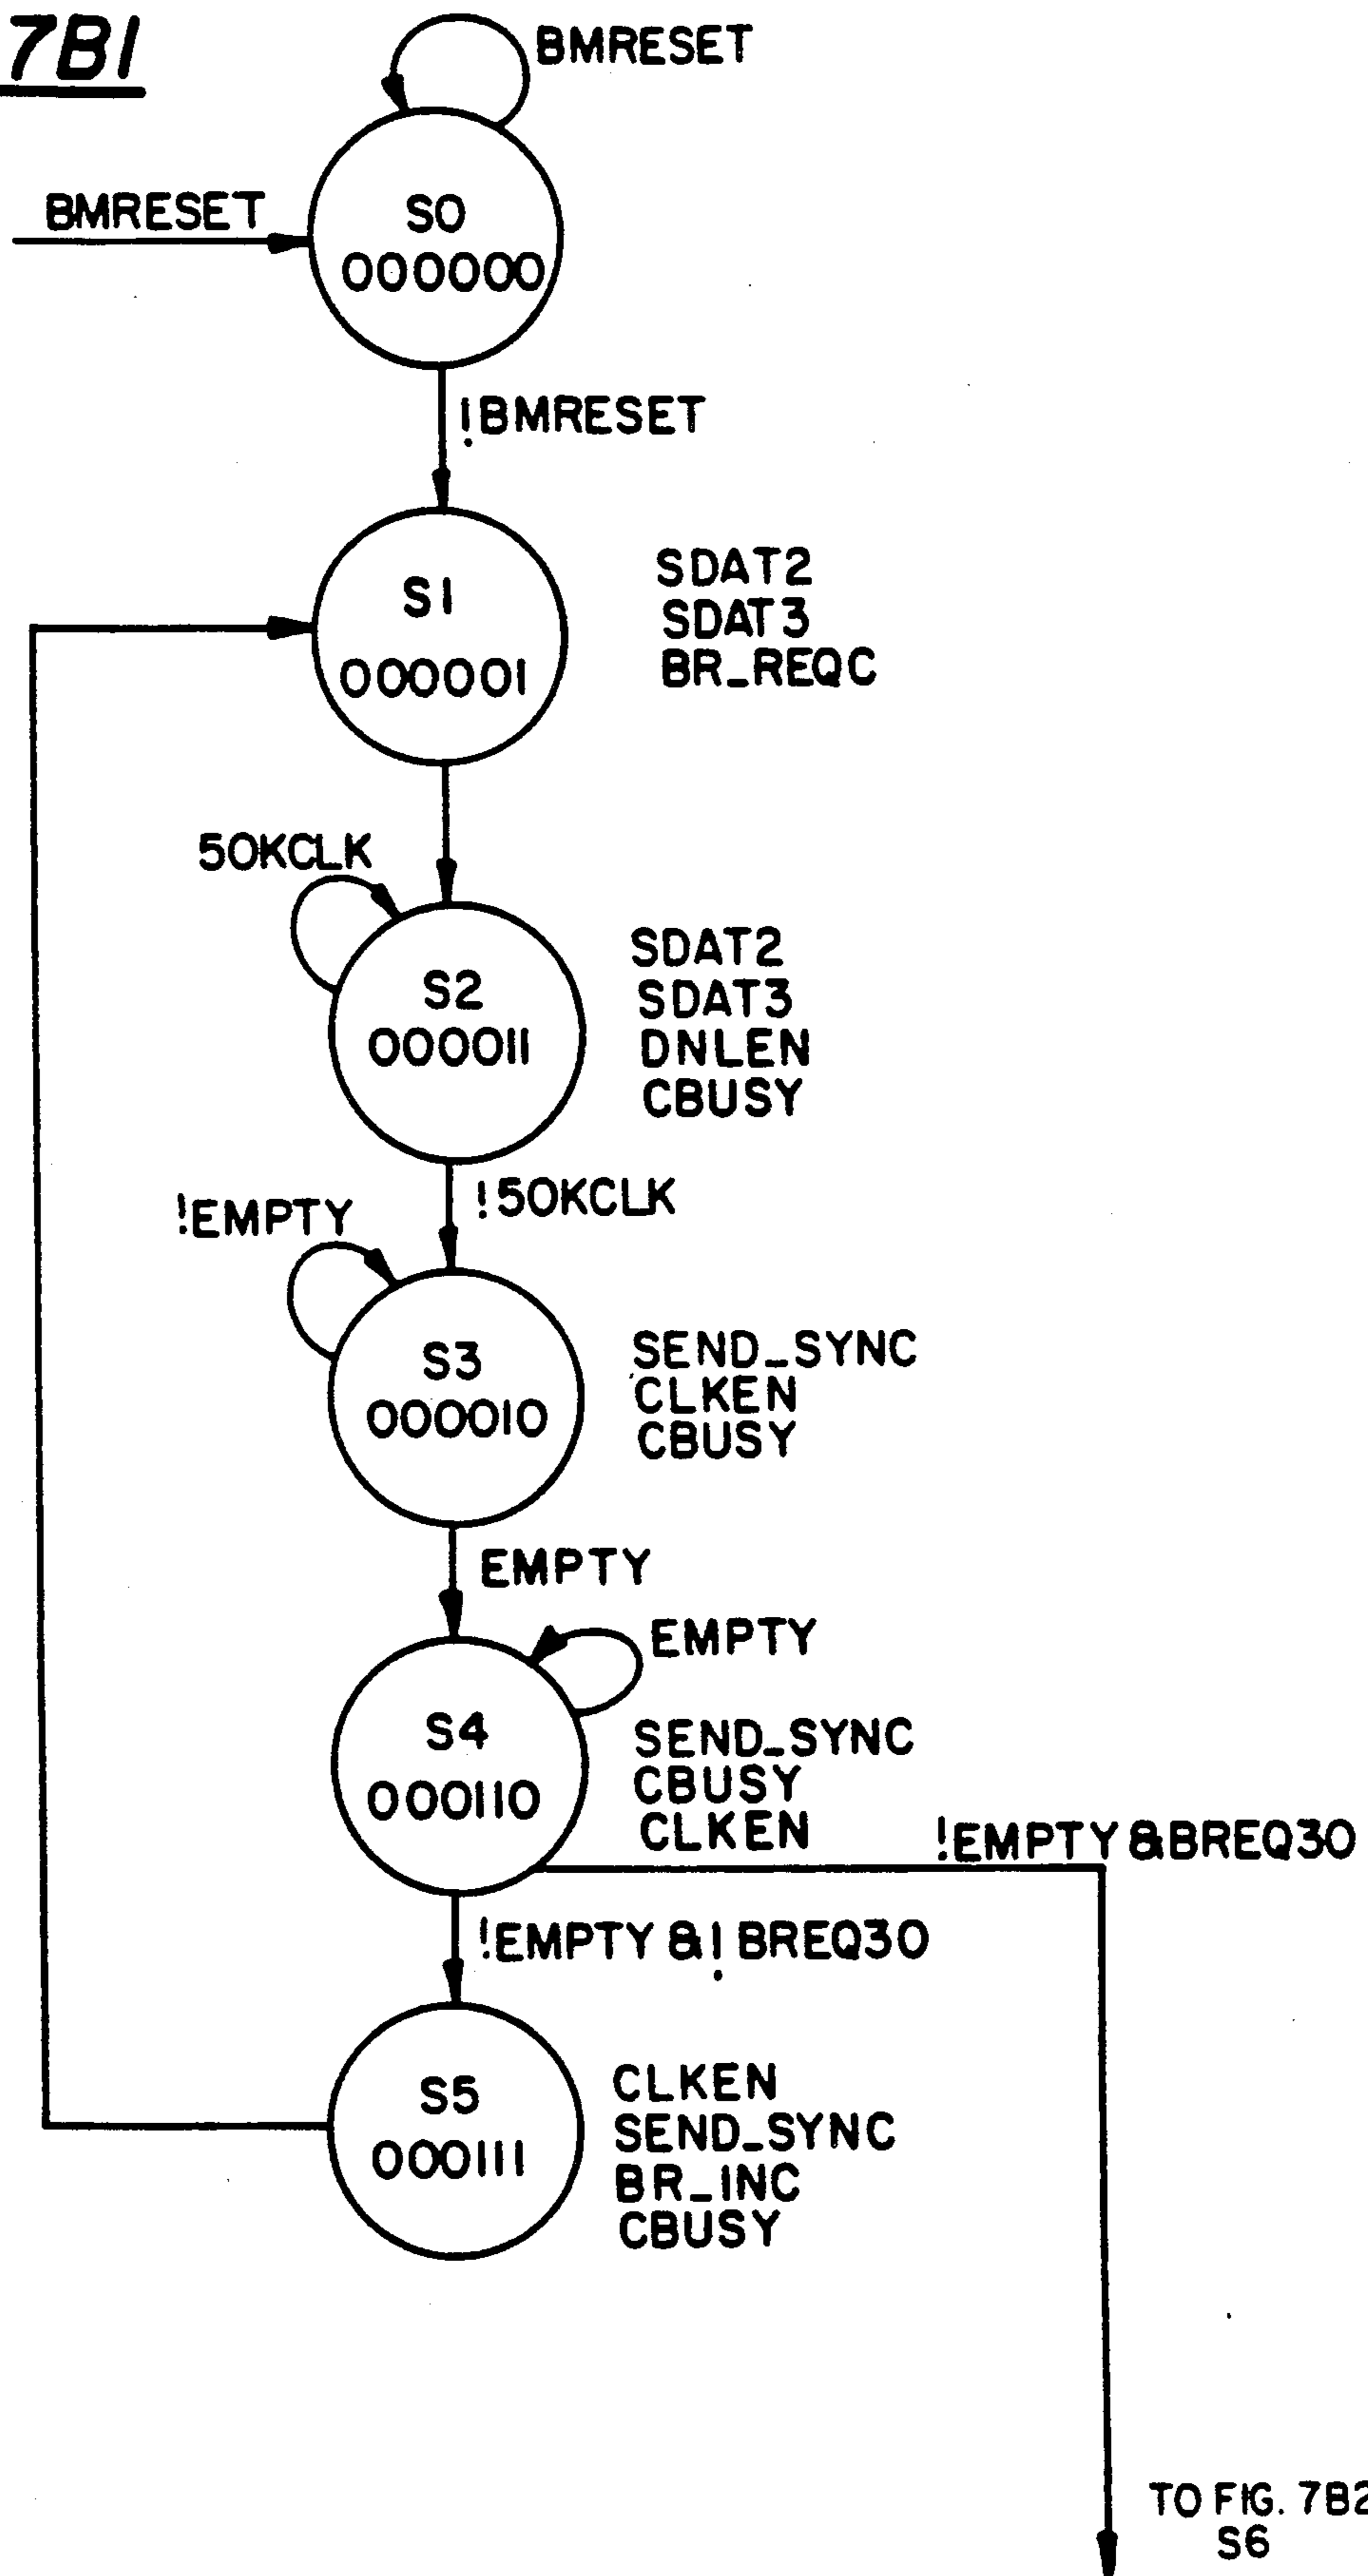 7B1
BMRESET
BMRESET
S0
000000
!BMRESET
S1
000001
SDAT2
SDAT3
BR_REQC
50KCLK
S2
000011
SDAT2
SDAT3
DNLEN
CBUSY
!50KCLK
!EMPTY
S3
000010
SEND_SYNC
CLKEN
CBUSY
EMPTY
EMPTY
S4
000110
SEND_SYNC
CBUSY
CLKEN
!EMPTY&BREQ30
!EMPTY&!BREQ30
S5
000111
CLKEN
SEND_SYNC
BR_INC
CBUSY
TO FIG. 7B2
S6